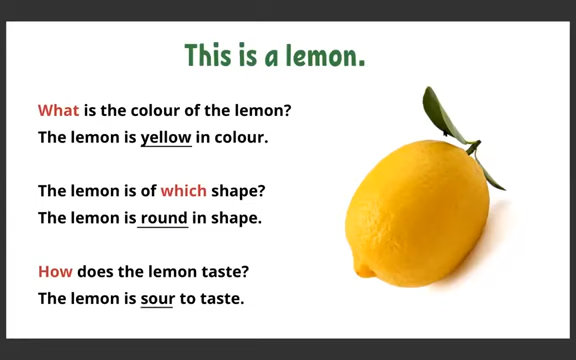 This is a lemon.
What is the colour of the lemon?
The lemon is yellow in colour.
The lemon is of which shape?
The lemon is round in shape.
How does the lemon taste?
The lemon is sour to taste.